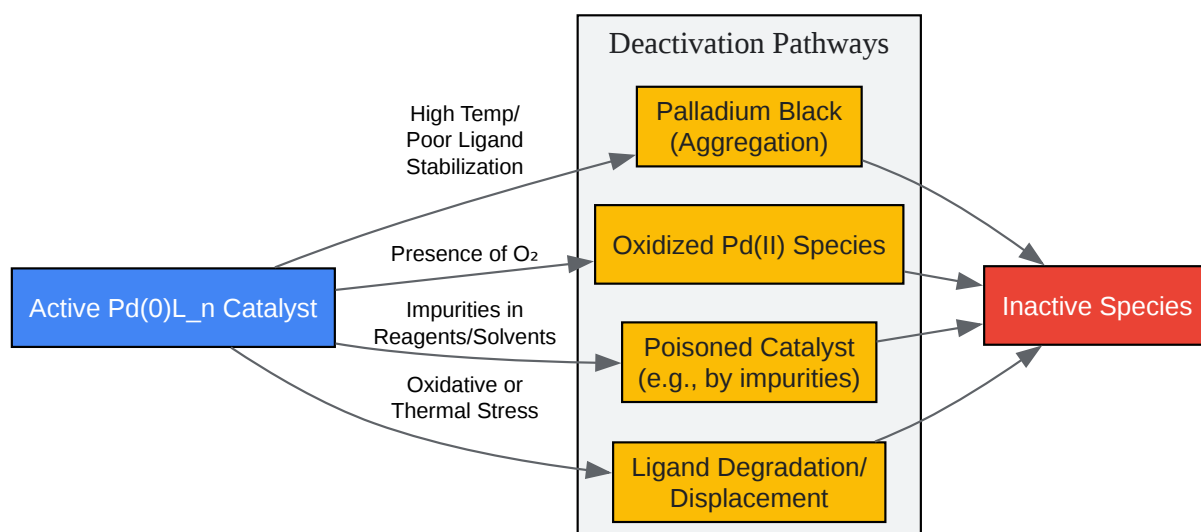 Deactivation Pathways
High Temp/
Poor Ligand
Stabilization
Palladium Black
(Aggregation)
Presence of O₂
Oxidized Pd(II) Species
Active Pd(0)L_n Catalyst
Inactive Species
Impurities in
Reagents/Solvents
Poisoned Catalyst
(e.g., by impurities)
Oxidative or
Thermal Stress
Ligand Degradation/
Displacement